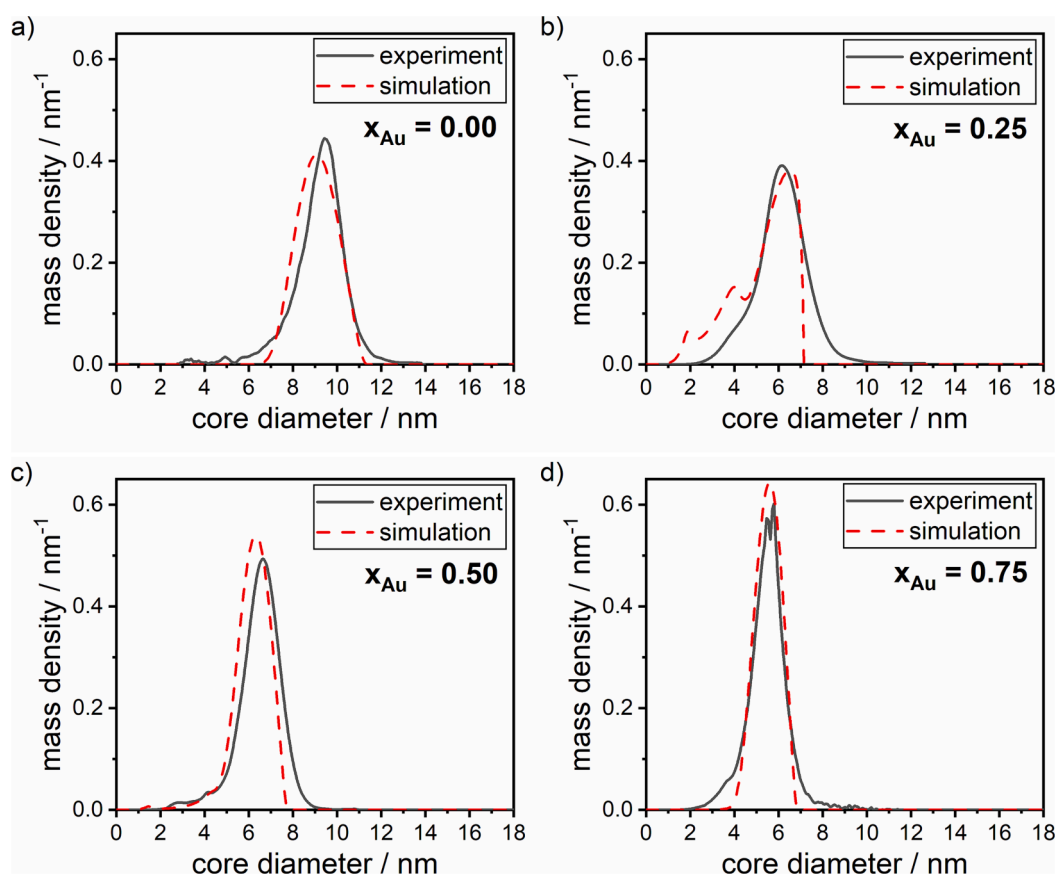 a)
0.6
0.4
0.2
0.0
mass density / nm⁻¹
experiment
simulation
x_Au = 0.00
0 2 4 6 8 10 12 14 16 18
core diameter / nm
b)
0.6
0.4
0.2
0.0
mass density / nm⁻¹
experiment
simulation
x_Au = 0.25
0 2 4 6 8 10 12 14 16 18
core diameter / nm
c)
0.6
0.4
0.2
0.0
mass density / nm⁻¹
experiment
simulation
x_Au = 0.50
0 2 4 6 8 10 12 14 16 18
core diameter / nm
d)
0.6
0.4
0.2
0.0
mass density / nm⁻¹
experiment
simulation
x_Au = 0.75
0 2 4 6 8 10 12 14 16 18
core diameter / nm